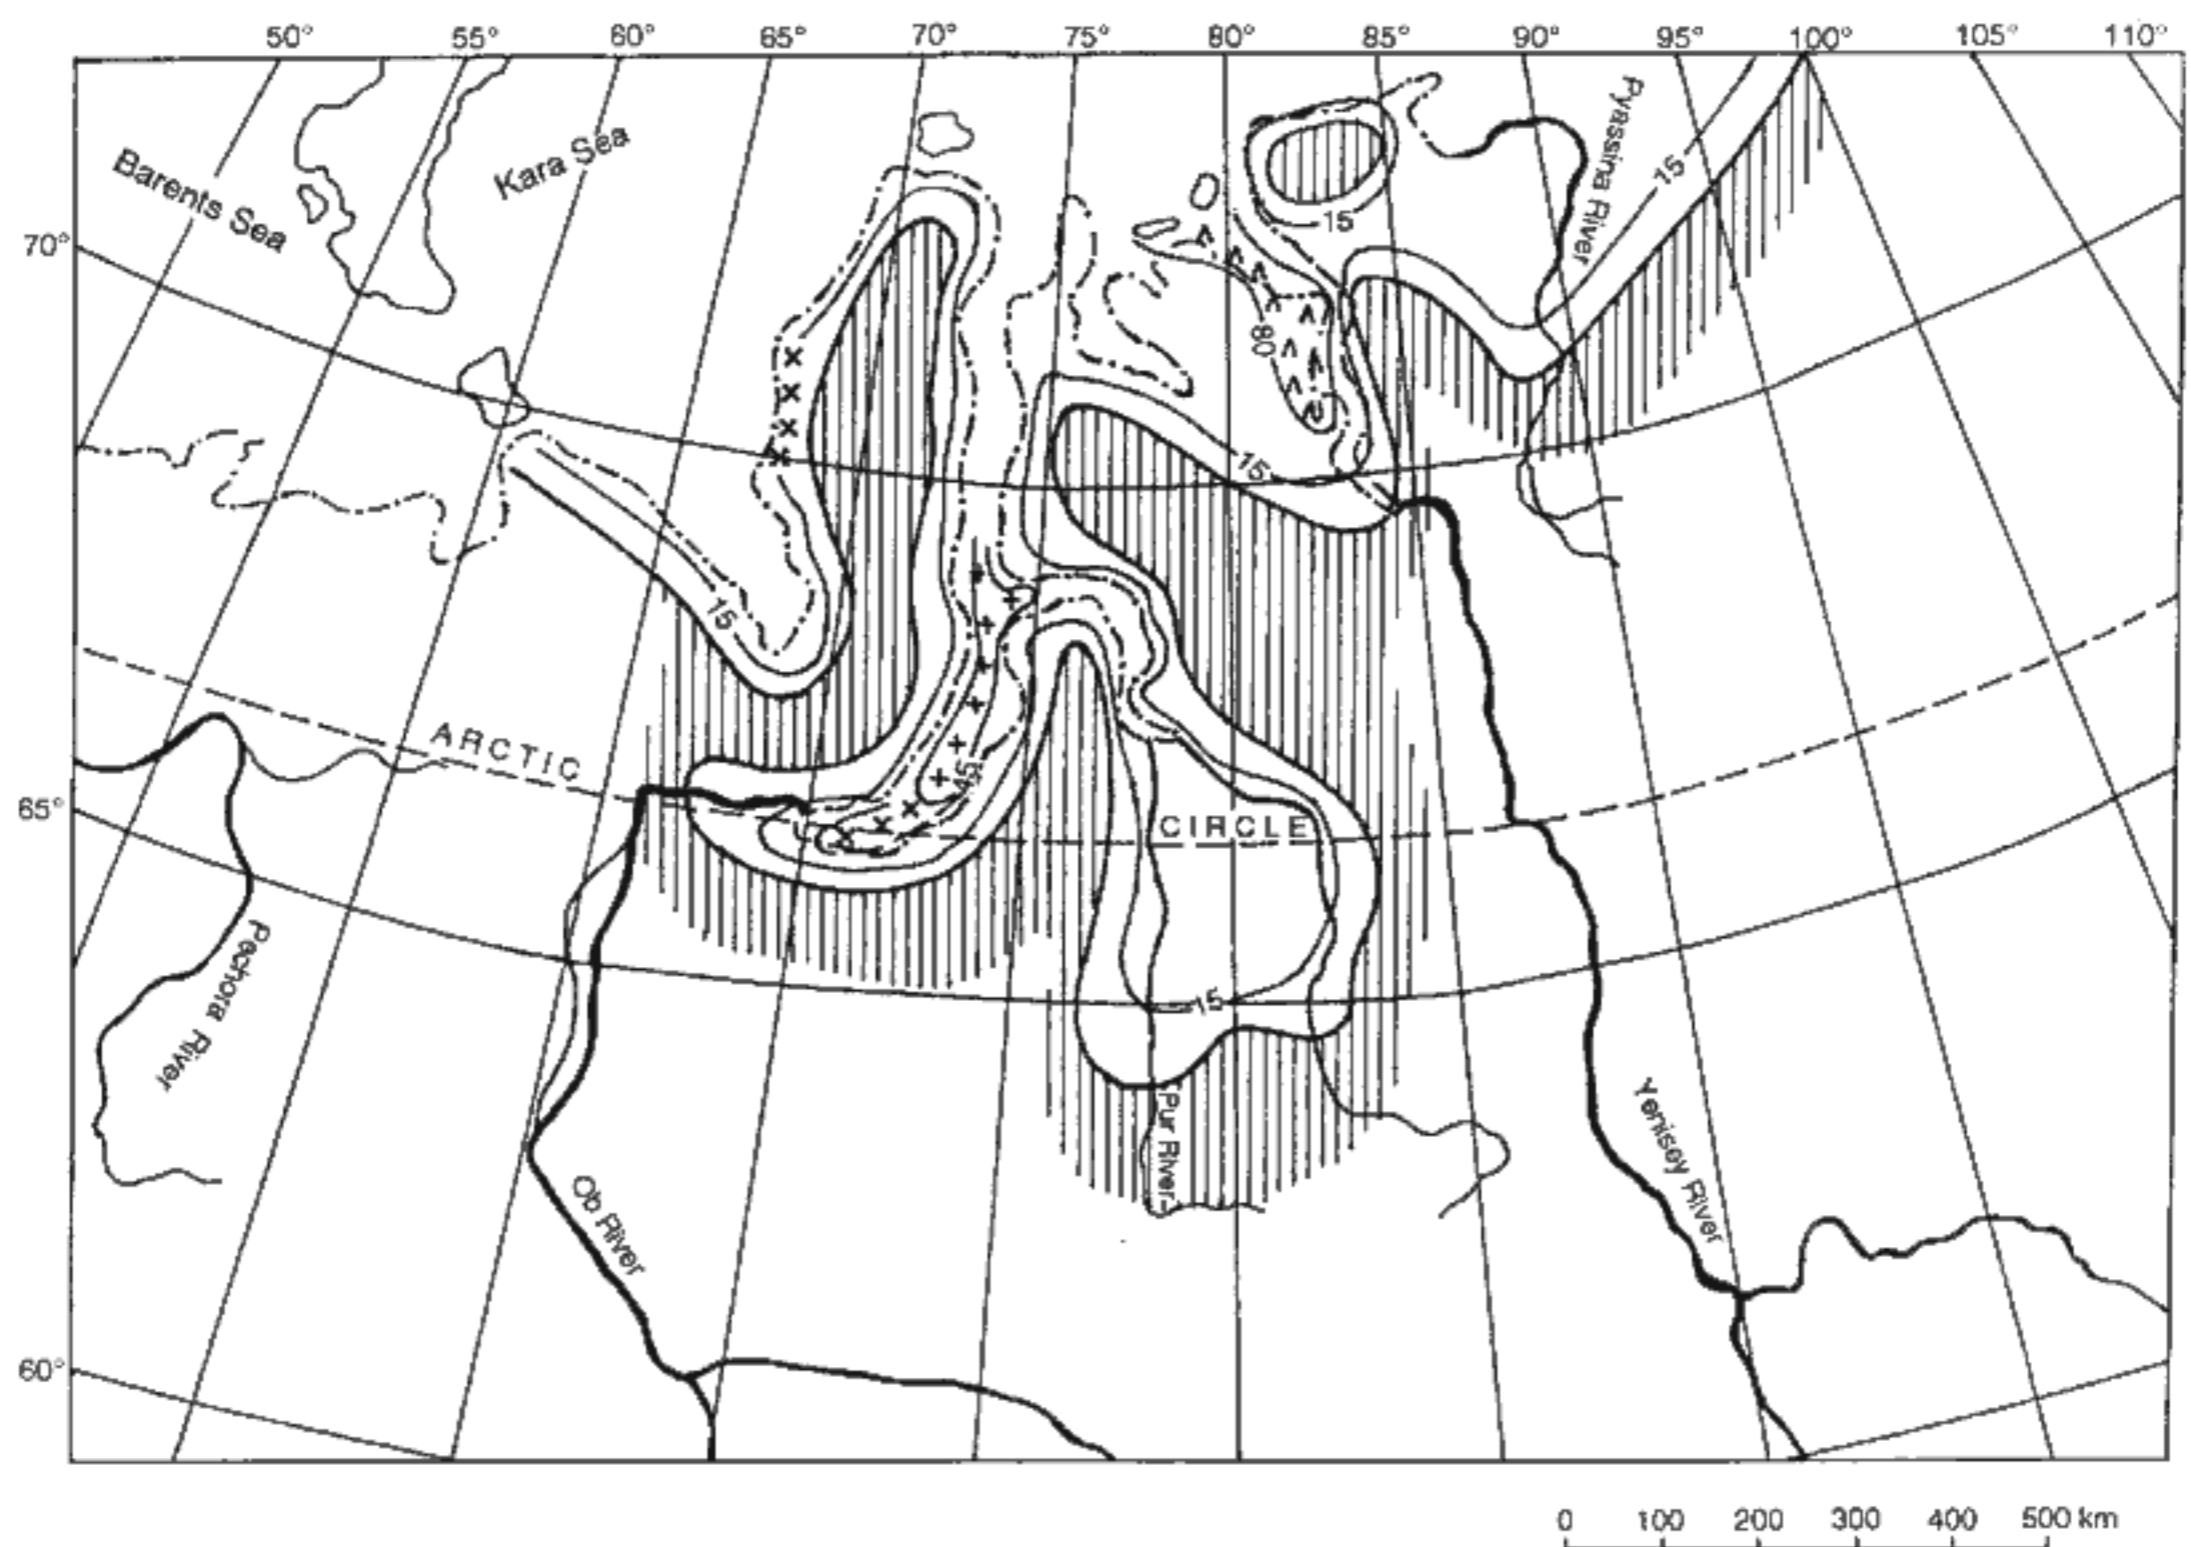 50° 55° 60° 65° 70° 75° 80° 85° 90° 95° 100° 105° 110°
Barents Sea
Kara Sea
Pyasina River
15
15
70°
80
15
15
ARCTIC
45
65°
CIRCLE
Pechora River
15
Pur River
Yenisey River
Ob River
60°
0 100 200 300 400 500 km